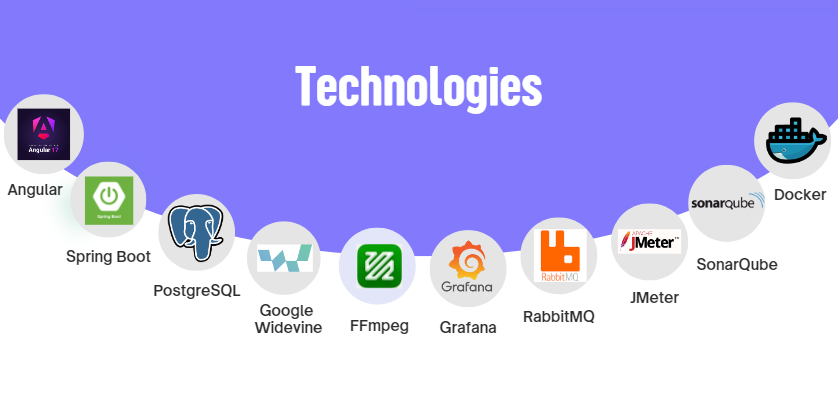 Technologies
Angular 17
Angular
Spring Boot
Spring Boot
PostgreSQL
Google
Widevine
FFmpeg
Grafana
Grafana
RabbitMQ
RabbitMQ
APACHE
JMeter
JMeter
sonarqube
SonarQube
Docker